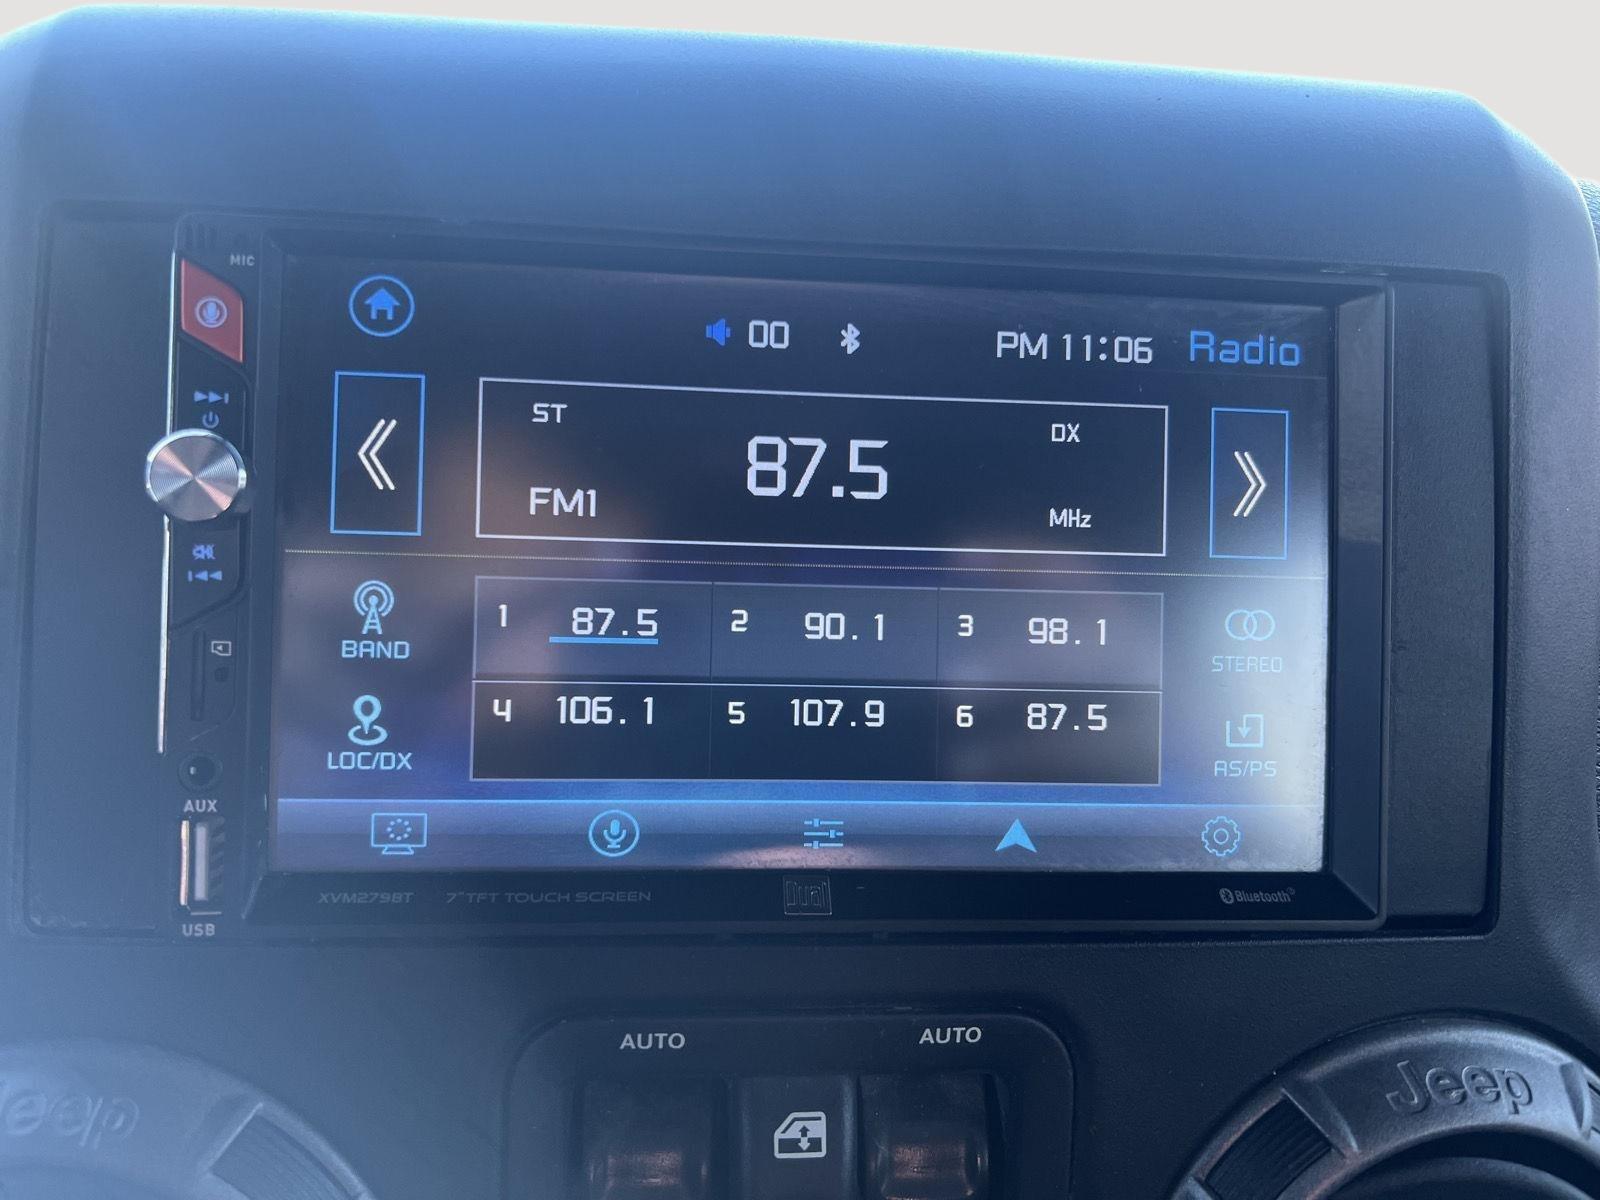 MIC
00
PM 11:06
Radio
ST
87.5
DX
FM1
MHz
BAND
1 87.5
2 90.1
3 98.1
STEREO
LOC/DX
4 106.1
5 107.9
6 87.5
AS/PS
AUX
USB
XVM279BT
7" TFT TOUCH SCREEN
Dual
Bluetooth®
AUTO
AUTO
Jeep
Jeep